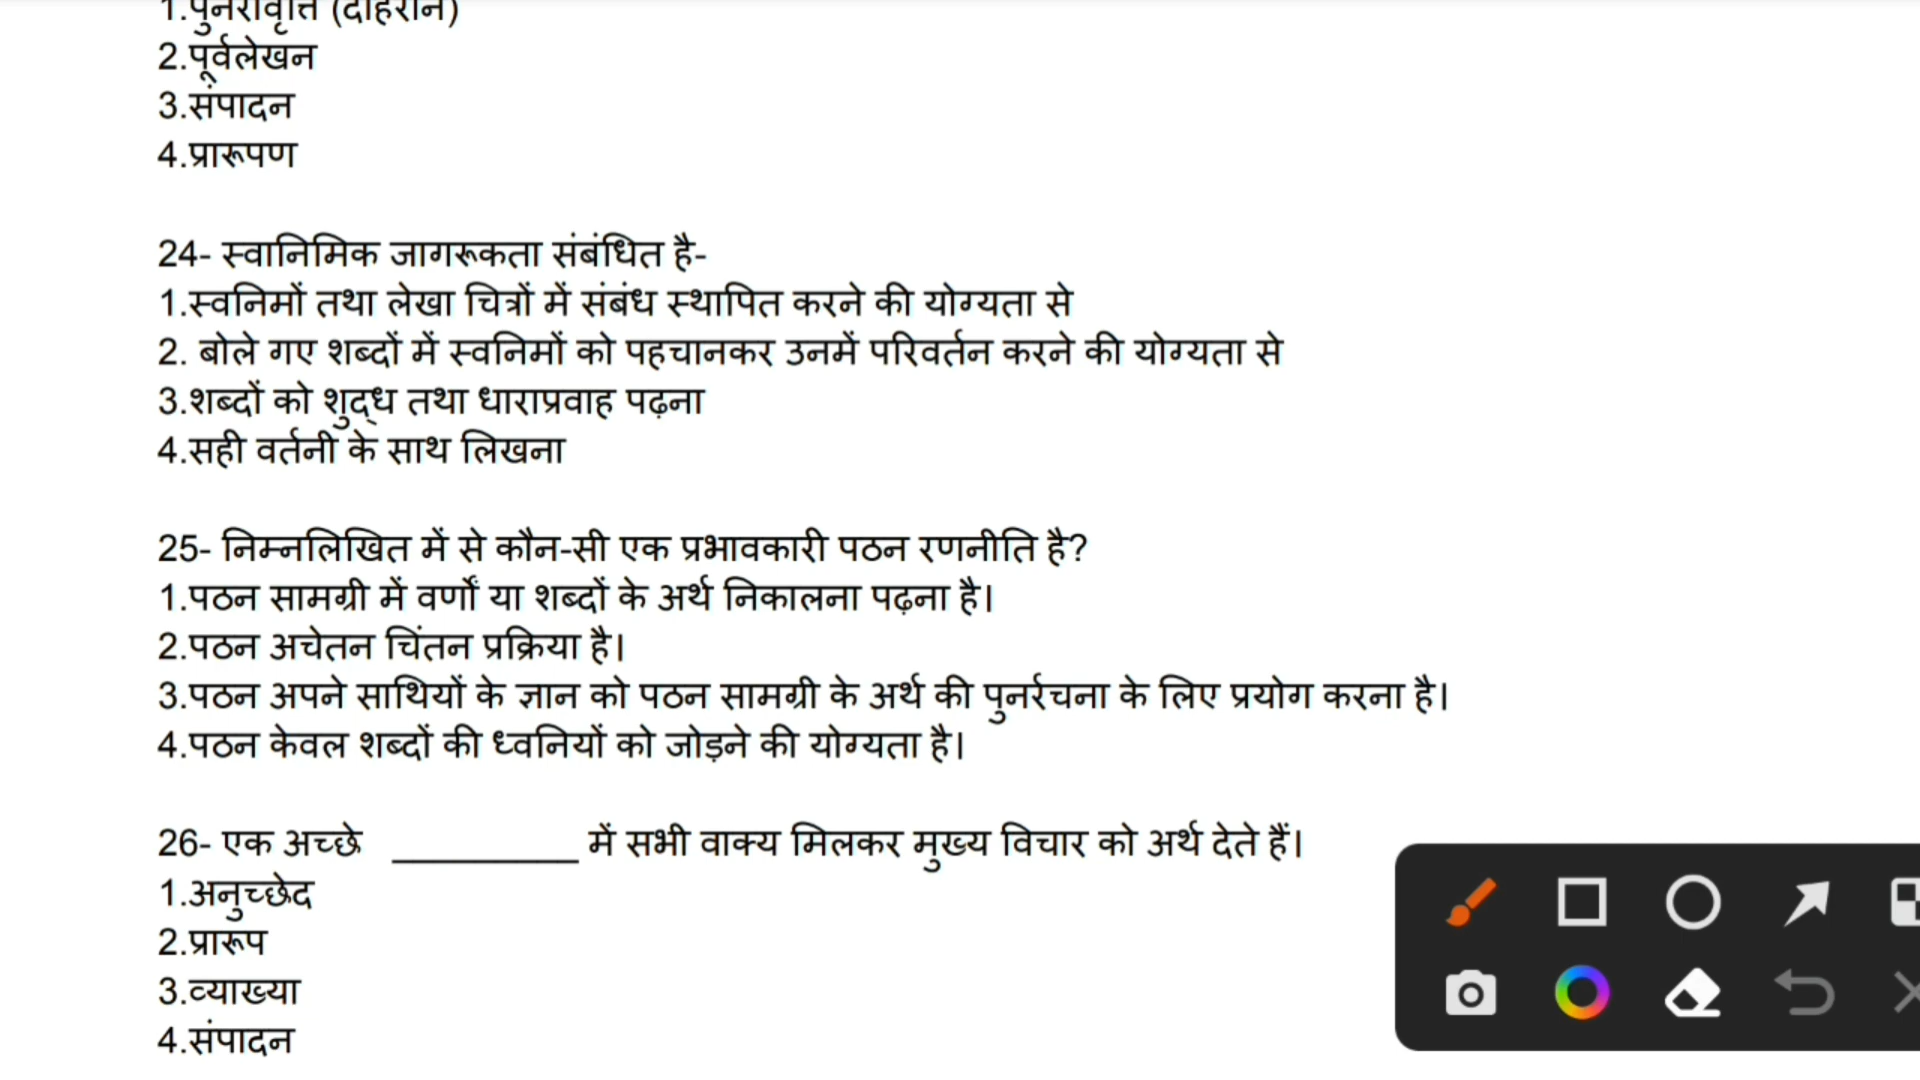 1.पुनरावृत्ति (दोहरान)
2.पूर्वलेखन
3.संपादन
4.प्रारूपण
24- स्वानिमिक जागरूकता संबंधित है-
1.स्वनिमों तथा लेखा चित्रों में संबंध स्थापित करने की योग्यता से
2. बोले गए शब्दों में स्वनिमों को पहचानकर उनमें परिवर्तन करने की योग्यता से
3.शब्दों को शुद्ध तथा धाराप्रवाह पढ़ना
4.सही वर्तनी के साथ लिखना
25- निम्नलिखित में से कौन-सी एक प्रभावकारी पठन रणनीति है?
1.पठन सामग्री में वर्णों या शब्दों के अर्थ निकालना पढ़ना है।
2.पठन अचेतन चिंतन प्रक्रिया है।
3.पठन अपने साथियों के ज्ञान को पठन सामग्री के अर्थ की पुनर्रचना के लिए प्रयोग करना है।
4.पठन केवल शब्दों की ध्वनियों को जोड़ने की योग्यता है।
26- एक अच्छे _________ में सभी वाक्य मिलकर मुख्य विचार को अर्थ देते हैं।
1.अनुच्छेद
2.प्रारूप
3.व्याख्या
4.संपादन